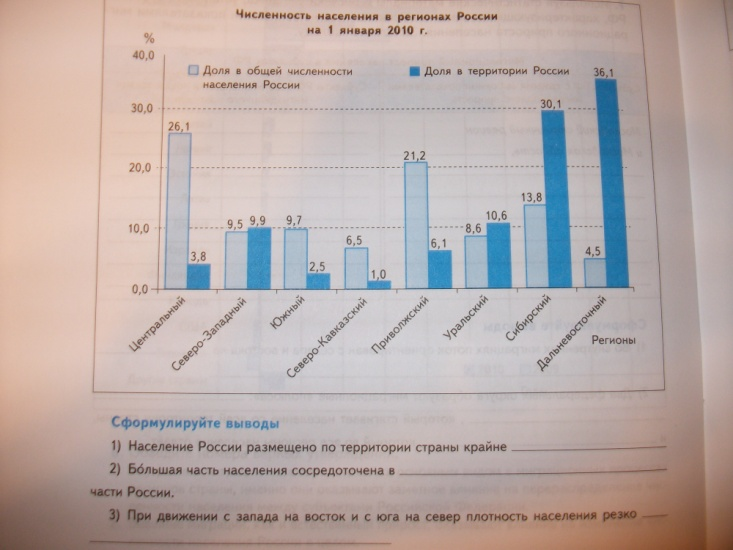 Численность населения в регионах России
на 1 января 2010 г.
%
40,0
30,0
20,0
10,0
0,0
Доля в общей численности
населения России
Доля в территории России
26,1
3,8
9,5
9,9
9,7
2,5
6,5
1,0
21,2
6,1
8,6
10,6
13,8
30,1
4,5
36,1
Центральный
Северо-Западный
Южный
Северо-Кавказский
Приволжский
Уральский
Сибирский
Дальневосточный
Регионы
Сформулируйте выводы
1) Население России размещено по территории страны крайне
2) Бо́льшая часть населения сосредоточена в
части России.
3) При движении с запада на восток и с юга на север плотность населения резко